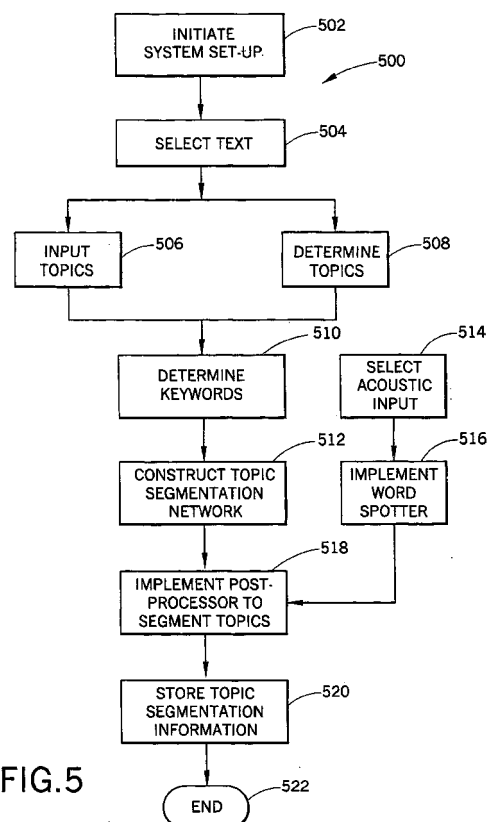 INITIATE
SYSTEM SET-UP
502
500
SELECT TEXT
504
INPUT
TOPICS
506
DETERMINE
TOPICS
508
510
DETERMINE
KEYWORDS
514
SELECT
ACOUSTIC
INPUT
512
CONSTRUCT TOPIC
SEGMENTATION
NETWORK
516
IMPLEMENT
WORD
SPOTTER
518
IMPLEMENT POST-
PROCESSOR TO
SEGMENT TOPICS
520
STORE TOPIC
SEGMENTATION
INFORMATION
FIG.5
END
522